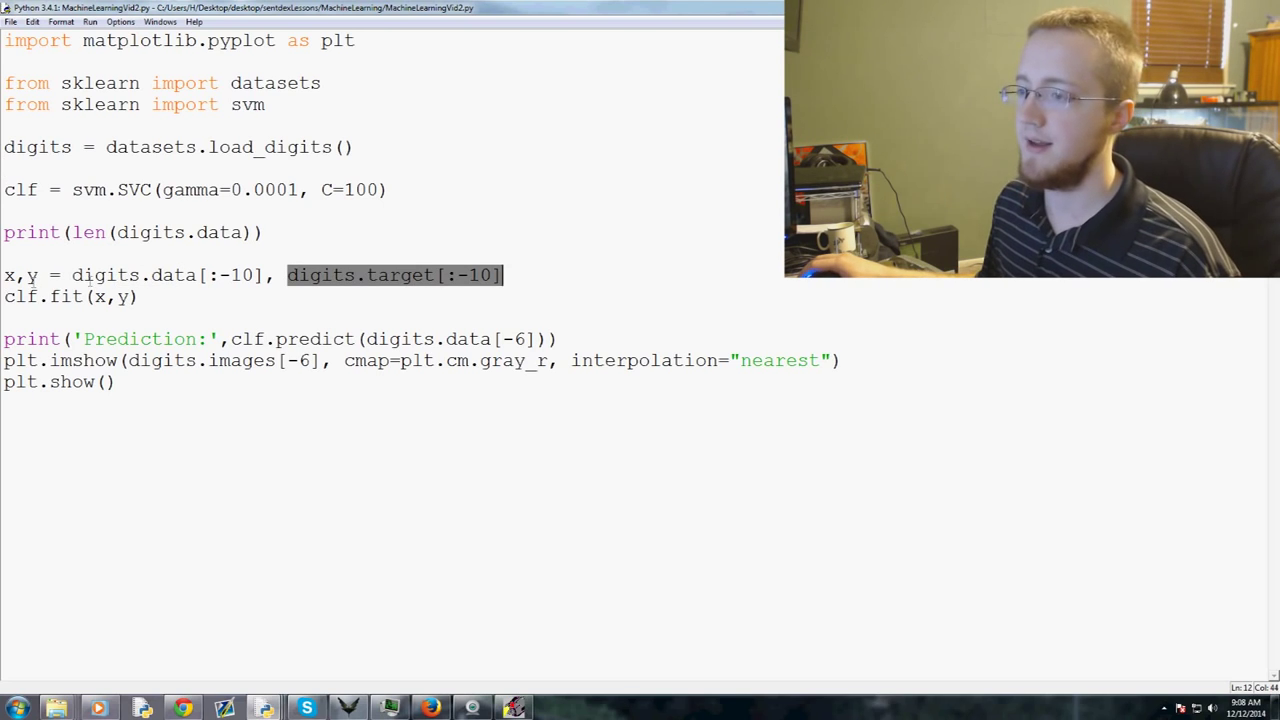 Python 3.4.1: MachineLearningVid2.py - C:/Users/H/Desktop/desktop/sentdexLessons/MachineLearning/MachineLearningVid2.py
File Edit Format Run Options Windows Help
import matplotlib.pyplot as plt
from sklearn import datasets
from sklearn import svm
digits = datasets.load_digits()
clf = svm.SVC(gamma=0.0001, C=100)
print(len(digits.data))
x,y = digits.data[:-10], digits.target[:-10]
clf.fit(x,y)
print('Prediction:',clf.predict(digits.data[-6]))
plt.imshow(digits.images[-6], cmap=plt.cm.gray_r, interpolation="nearest")
plt.show()
Ln: 12 Col: 44
9:08 AM
12/12/2014